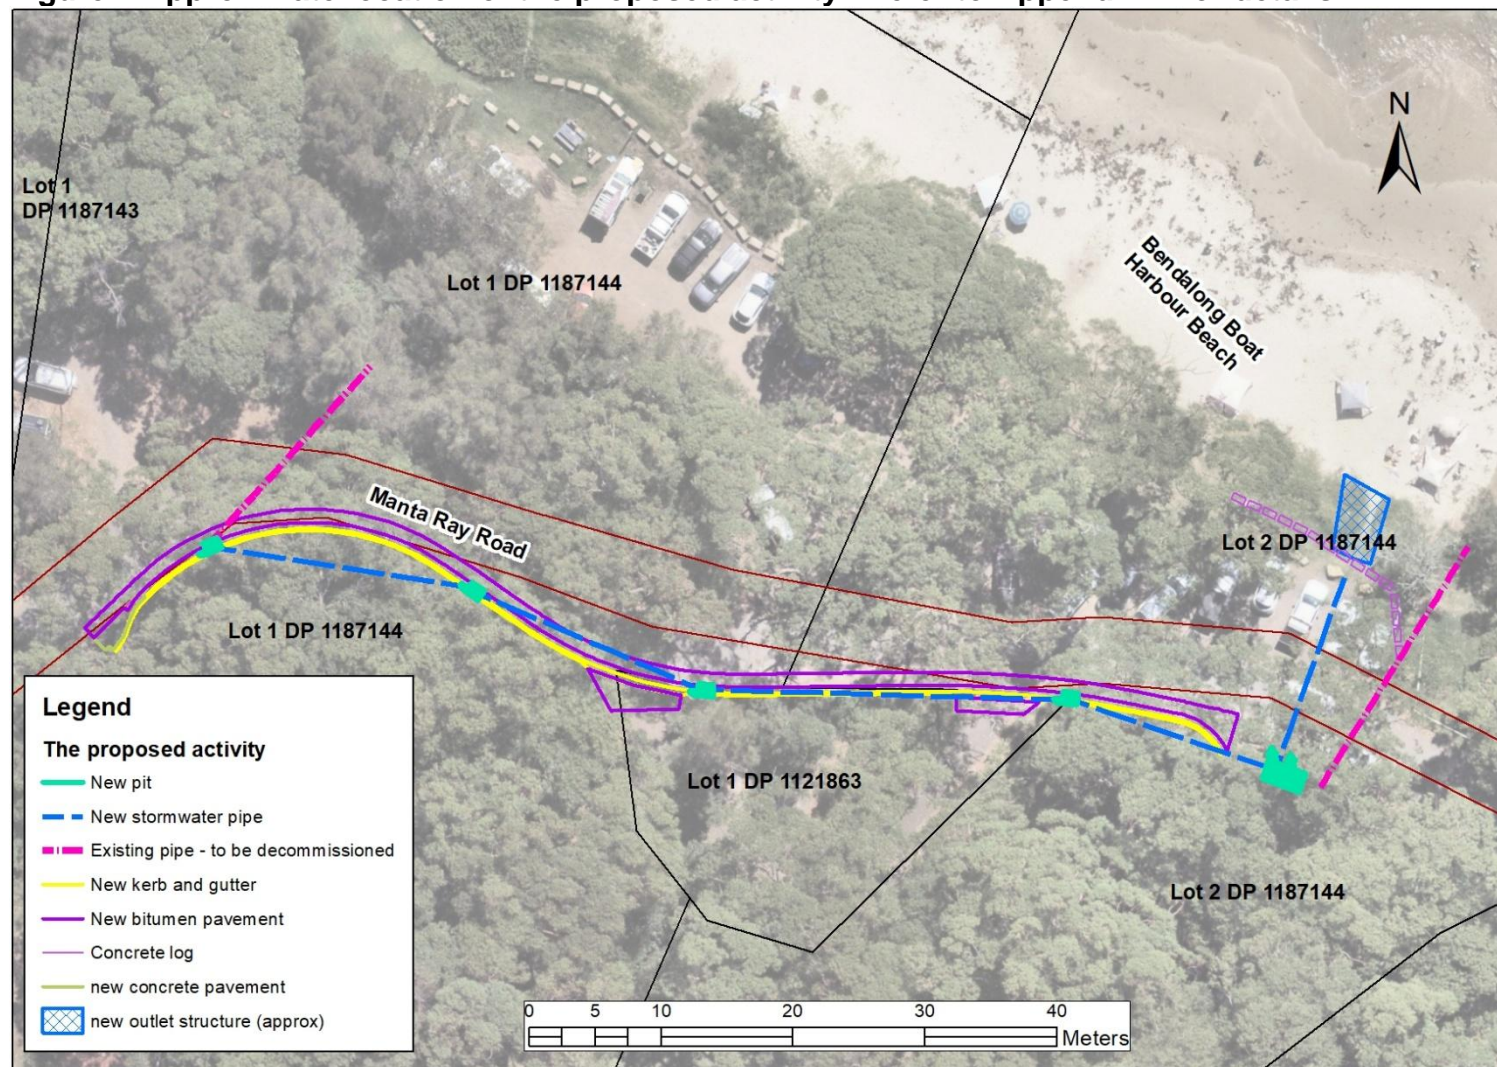 N
Lot 1
DP 1187143
Lot 1 DP 1187144
Bendalong Boat
Harbour Beach
Manta Ray Road
Lot 2 DP 1187144
Lot 1 DP 1187144
Lot 1 DP 1121863
Lot 2 DP 1187144
Legend
The proposed activity
New pit
New stormwater pipe
Existing pipe - to be decommissioned
New kerb and gutter
New bitumen pavement
Concrete log
new concrete pavement
new outlet structure (approx)
0 5 10 20 30 40
Meters